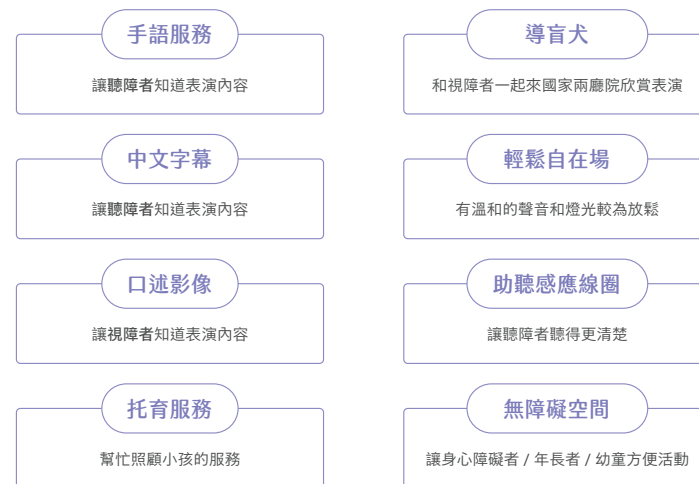 手語服務
讓聽障者知道表演內容
導盲犬
和視障者一起來國家兩廳院欣賞表演
中文字幕
讓聽障者知道表演內容
輕鬆自在場
有溫和的聲音和燈光較為放鬆
口述影像
讓視障者知道表演內容
助聽感應線圈
讓聽障者聽得更清楚
托育服務
幫忙照顧小孩的服務
無障礙空間
讓身心障礙者 / 年長者 / 幼童方便活動